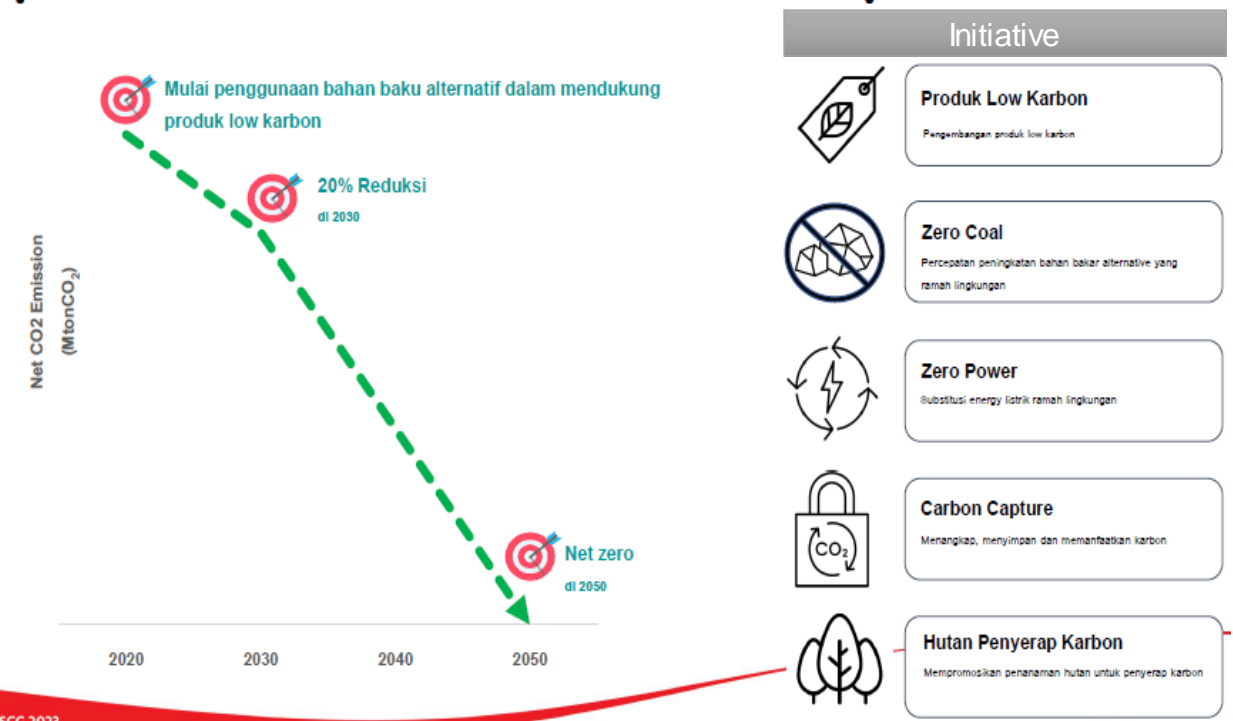 Mulai penggunaan bahan baku alternatif dalam mendukung
produk low karbon
20% Reduksi
di 2030
Net CO2 Emission
(MtonCO₂)
Net zero
di 2050
2020 2030 2040 2050
SCG 2023
Initiative
Produk Low Karbon
Pengembangan produk low karbon
Zero Coal
Percepatan peningkatan bahan bakar alternative yang
ramah lingkungan
Zero Power
Substitusi energy listrik ramah lingkungan
Carbon Capture
CO₂
Menangkap, menyimpan dan memanfaatkan karbon
Hutan Penyerap Karbon
Mempromosikan penanaman hutan untuk penyerap karbon